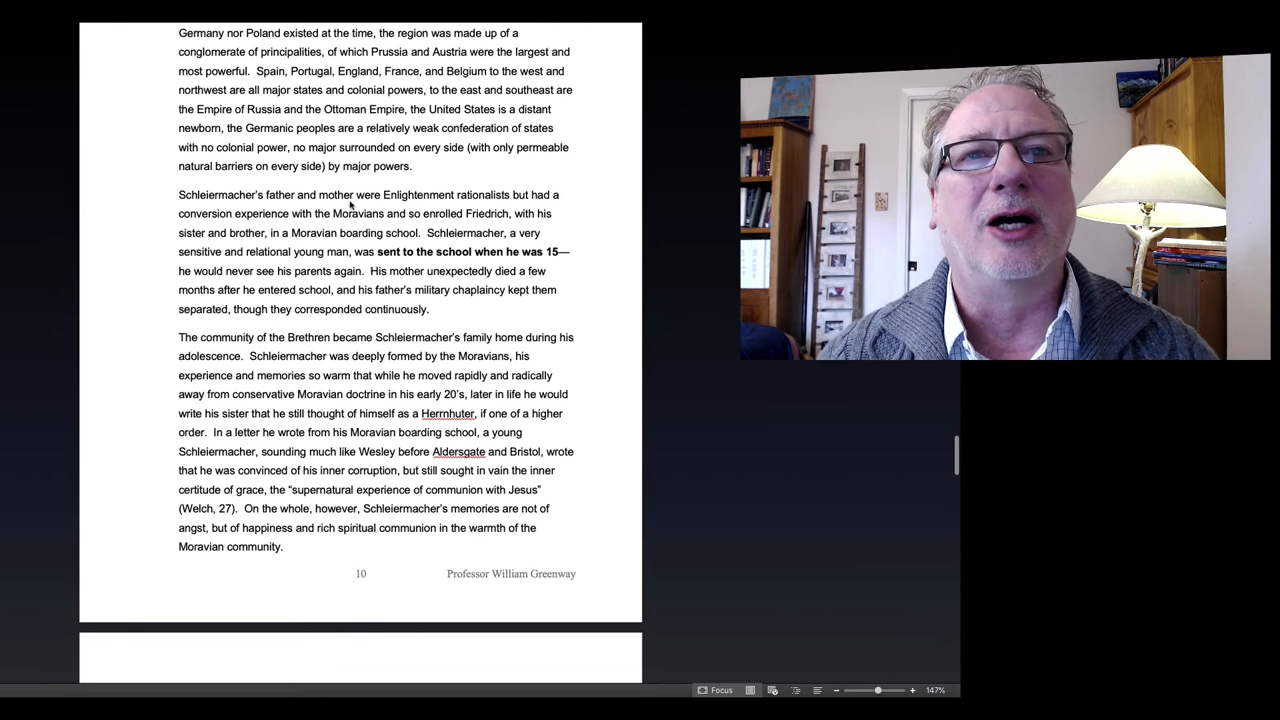 Germany nor Poland existed at the time, the region was made up of a
conglomerate of principalities, of which Prussia and Austria were the largest and
most powerful.  Spain, Portugal, England, France, and Belgium to the west and
northwest are all major states and colonial powers, to the east and southeast are
the Empire of Russia and the Ottoman Empire, the United States is a distant
newborn, the Germanic peoples are a relatively weak confederation of states
with no colonial power, no major surrounded on every side (with only permeable
natural barriers on every side) by major powers.
Schleiermacher’s father and mother were Enlightenment rationalists but had a
conversion experience with the Moravians and so enrolled Friedrich, with his
sister and brother, in a Moravian boarding school.  Schleiermacher, a very
sensitive and relational young man, was sent to the school when he was 15—
he would never see his parents again.  His mother unexpectedly died a few
months after he entered school, and his father’s military chaplaincy kept them
separated, though they corresponded continuously.
The community of the Brethren became Schleiermacher’s family home during his
adolescence.  Schleiermacher was deeply formed by the Moravians, his
experience and memories so warm that while he moved rapidly and radically
away from conservative Moravian doctrine in his early 20’s, later in life he would
write his sister that he still thought of himself as a Herrnhuter, if one of a higher
order.  In a letter he wrote from his Moravian boarding school, a young
Schleiermacher, sounding much like Wesley before Aldersgate and Bristol, wrote
that he was convinced of his inner corruption, but still sought in vain the inner
certitude of grace, the “supernatural experience of communion with Jesus”
(Welch, 27).  On the whole, however, Schleiermacher’s memories are not of
angst, but of happiness and rich spiritual communion in the warmth of the
Moravian community.
10 Professor William Greenway
Focus 147%